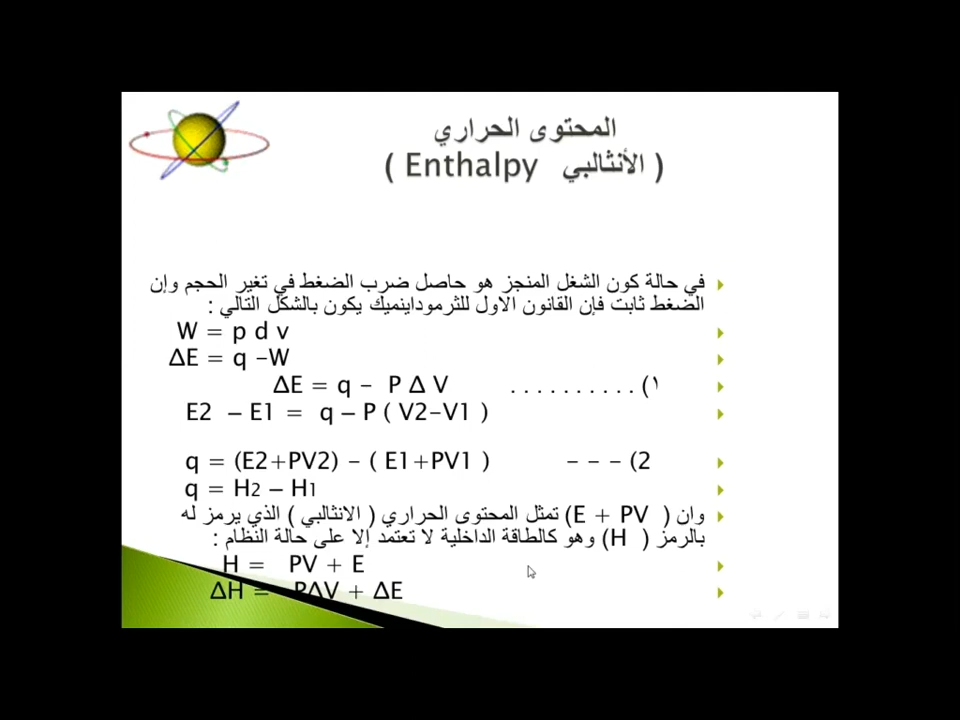 المحتوى الحراري
( الأنثالبي Enthalpy )
في حالة كون الشغل المنجز هو حاصل ضرب الضغط في تغير الحجم وإن
الضغط ثابت فإن القانون الاول للثرموداينميك يكون بالشكل التالي :
W = p d v
ΔE = q -W
ΔE = q - P Δ V . . . . . . . . . . (١
E2 – E1 = q – P ( V2-V1 )
q = (E2+PV2) - ( E1+PV1 ) - - - (2
q = H2 – H1
وان ( E + PV) تمثل المحتوى الحراري ( الانثالبي ) الذي يرمز له
بالرمز ( H) وهو كالطاقة الداخلية لا تعتمد إلا على حالة النظام :
H = PV + E
ΔH = PΔV + ΔE